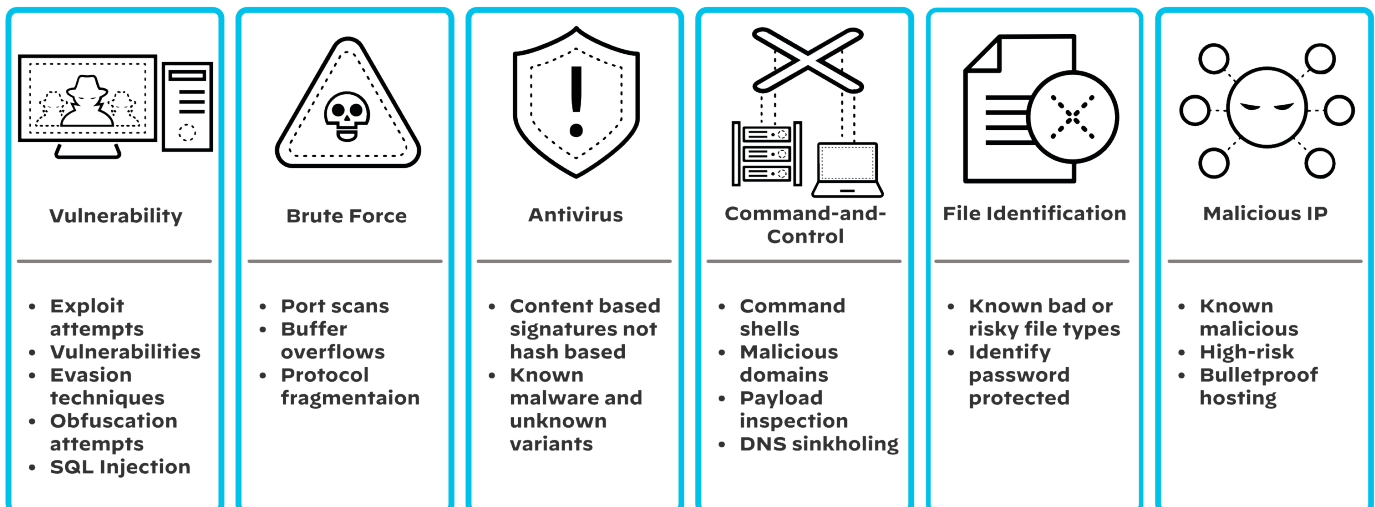 Vulnerability
• Exploit
attempts
• Vulnerabilities
• Evasion
techniques
• Obfuscation
attempts
• SQL Injection
Brute Force
• Port scans
• Buffer
overflows
• Protocol
fragmentaion
Antivirus
• Content based
signatures not
hash based
• Known
malware and
unknown
variants
Command-and-
Control
• Command
shells
• Malicious
domains
• Payload
inspection
• DNS sinkholing
File Identification
• Known bad or
risky file types
• Identify
password
protected
Malicious IP
• Known
malicious
• High-risk
• Bulletproof
hosting